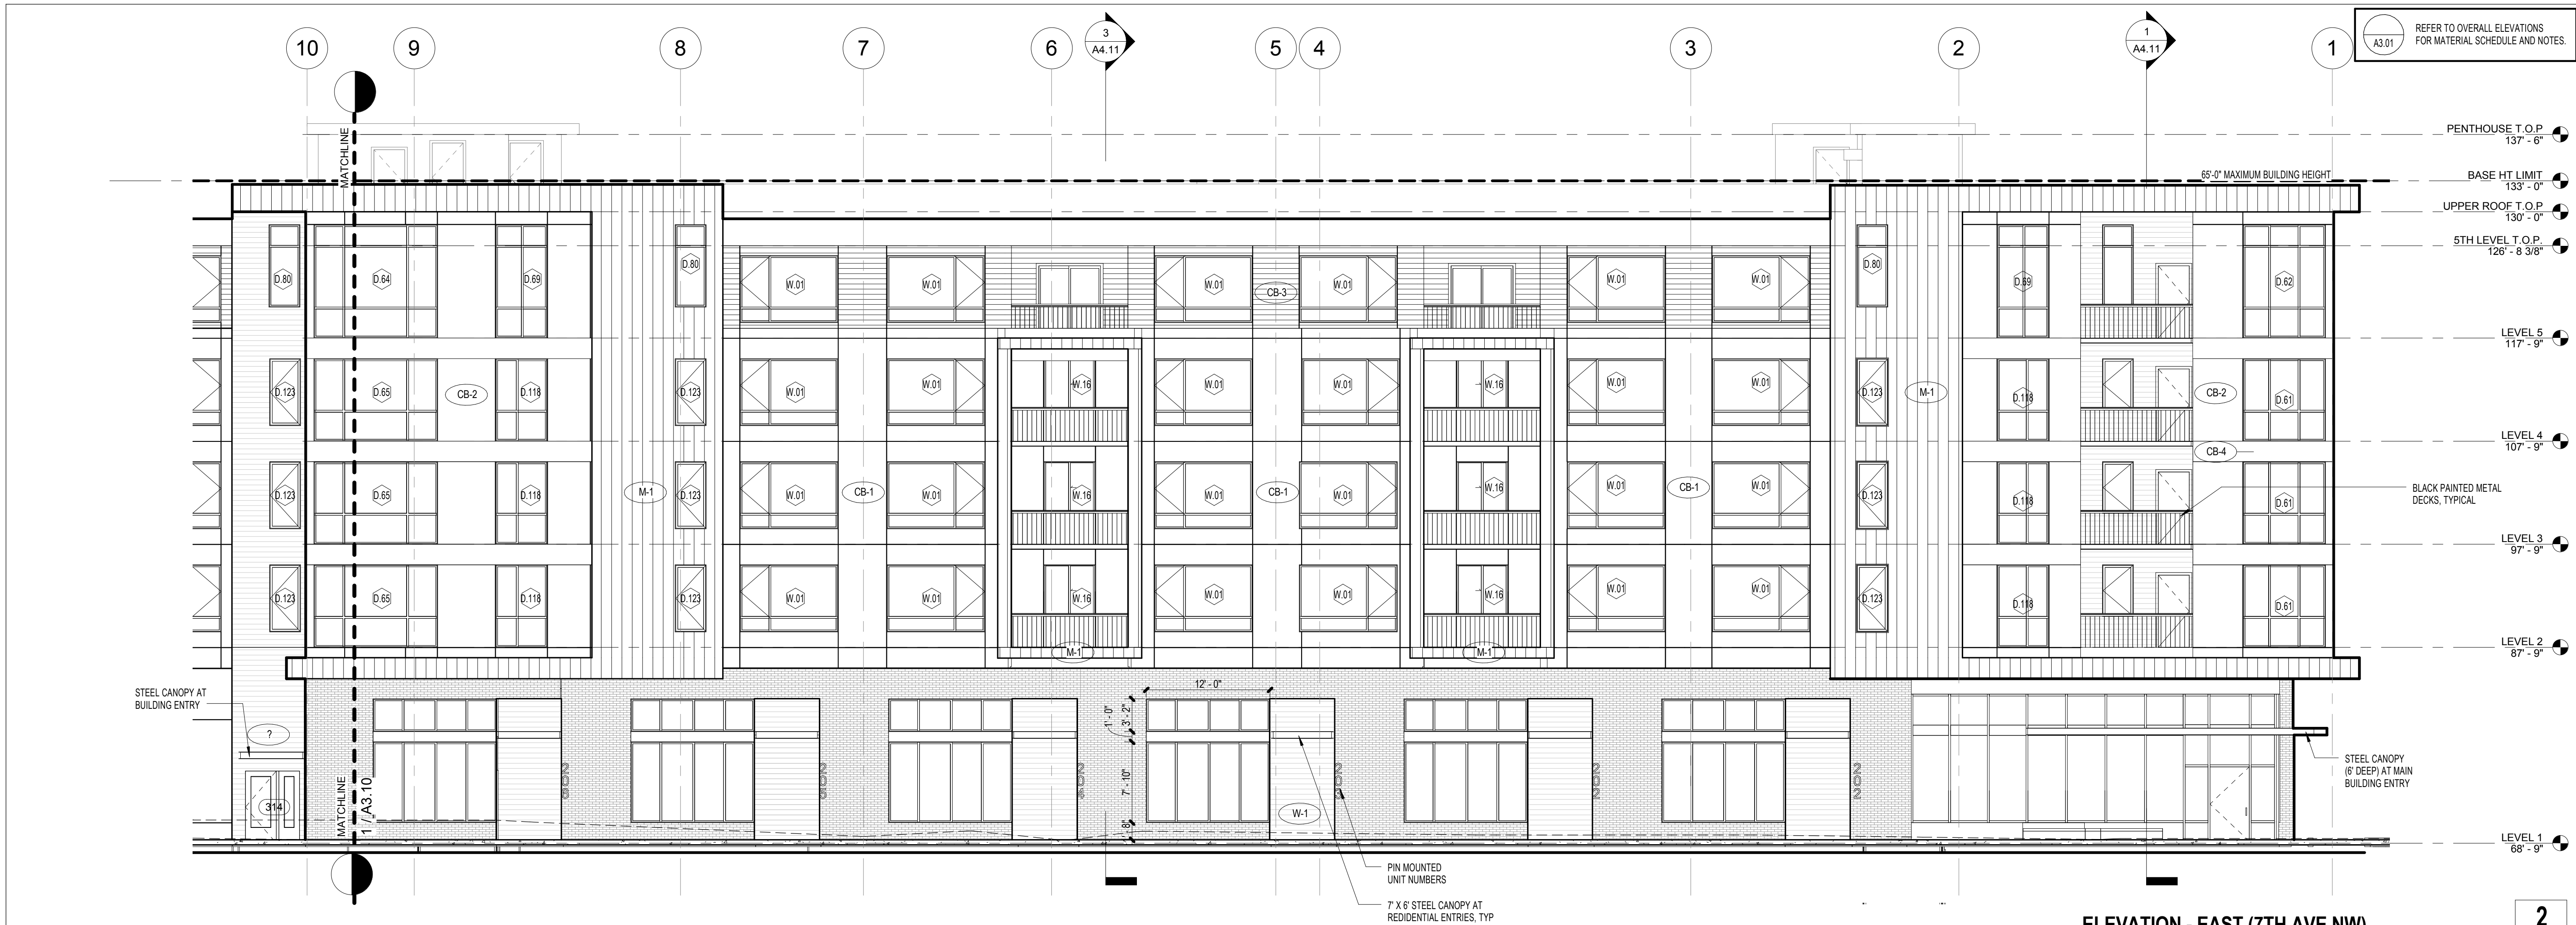 10
9
8
7
6
3
A4.11
5
4
3
2
1
A4.11
1
A3.01
REFER TO OVERALL ELEVATIONS
FOR MATERIAL SCHEDULE AND NOTES.
MATCHLINE
PENTHOUSE T.O.P
137' - 6"
65'-0" MAXIMUM BUILDING HEIGHT
BASE HT LIMIT
133' - 0"
UPPER ROOF T.O.P
130' - 0"
5TH LEVEL T.O.P.
126' - 8 3/8"
D.80
D.64
D.69
D.80
W.01
W.01
W.01
CB-3
W.01
W.01
W.01
D.80
D.69
D.62
LEVEL 5
117' - 9"
D.123
D.65
CB-2
D.118
D.123
W.01
W.01
W.16
W.01
W.01
W.16
W.01
W.01
D.123
M-1
D.118
CB-2
D.61
LEVEL 4
107' - 9"
CB-4
D.123
D.65
D.118
M-1
D.123
W.01
CB-1
W.01
W.16
W.01
CB-1
W.01
W.16
W.01
CB-1
W.01
D.123
D.118
D.61
BLACK PAINTED METAL
DECKS, TYPICAL
LEVEL 3
97' - 9"
D.123
D.65
D.118
D.123
W.01
W.01
W.16
W.01
W.01
W.16
W.01
W.01
D.123
D.118
D.61
LEVEL 2
87' - 9"
M-1
M-1
STEEL CANOPY AT
BUILDING ENTRY
?
12' - 0"
1' - 0"
3' - 2"
7' - 10"
8"
STEEL CANOPY
(6' DEEP) AT MAIN
BUILDING ENTRY
314
MATCHLINE
1 / A3.10
202
202
W-1
LEVEL 1
68' - 9"
PIN MOUNTED
UNIT NUMBERS
7' X 6' STEEL CANOPY AT
REDIDENTIAL ENTRIES, TYP
ELEVATION - EAST (7TH AVE NW)
2